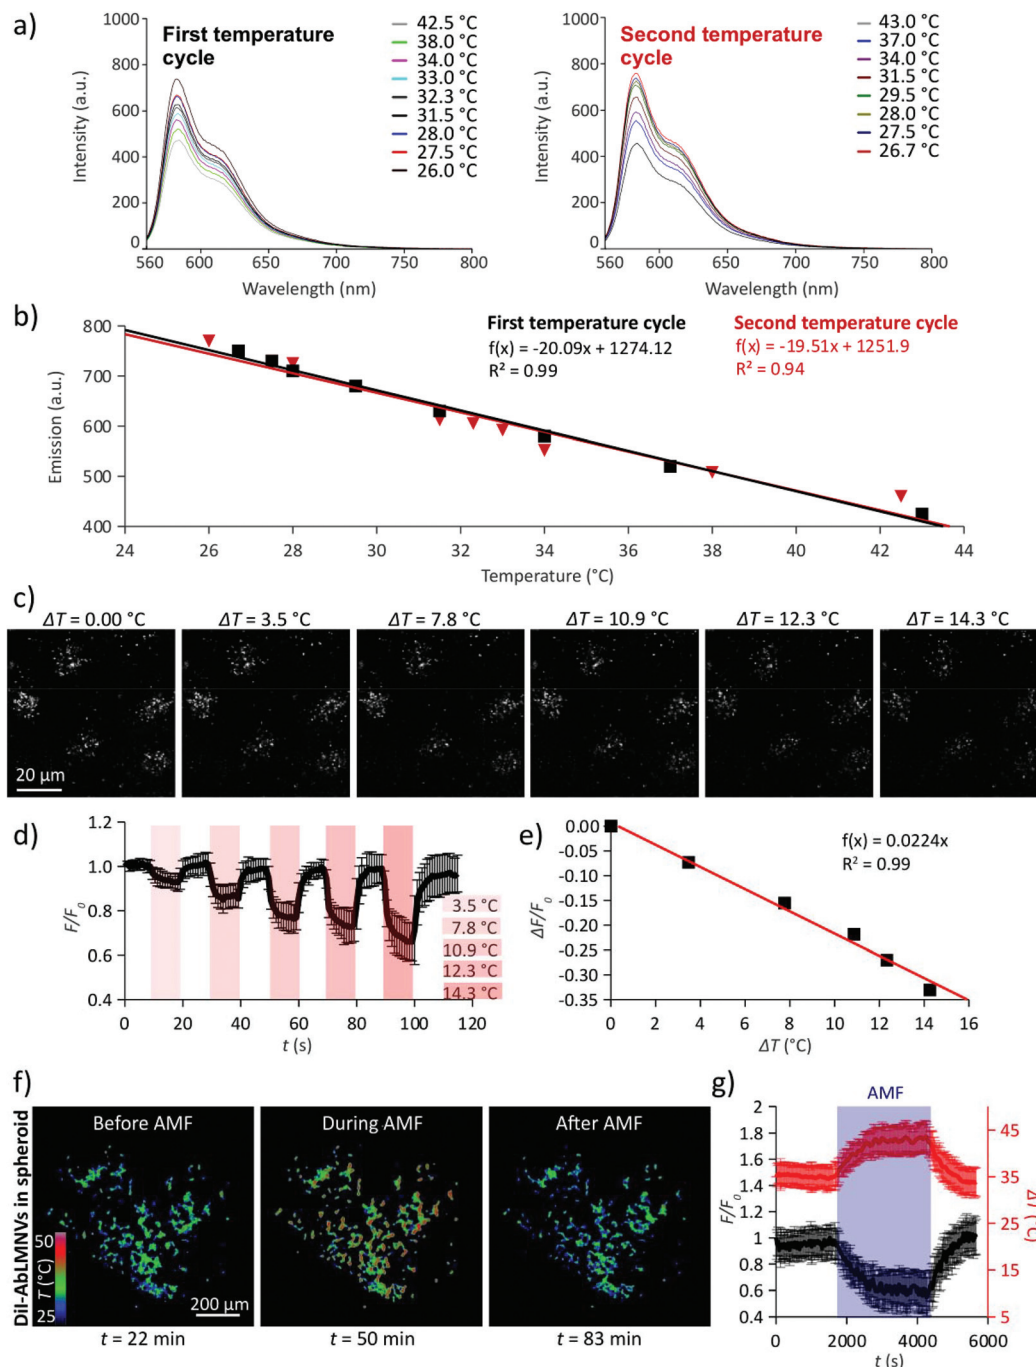 a)
First temperature
cycle
42.5 °C
38.0 °C
34.0 °C
33.0 °C
32.3 °C
31.5 °C
28.0 °C
27.5 °C
26.0 °C
Intensity (a.u.)
1000
800
600
400
200
0
560
600
650
700
750
800
Wavelength (nm)
Second temperature
cycle
43.0 °C
37.0 °C
34.0 °C
31.5 °C
29.5 °C
28.0 °C
27.5 °C
26.7 °C
Intensity (a.u.)
1000
800
600
400
200
0
560
600
650
700
750
800
Wavelength (nm)
b)
First temperature cycle
f(x) = -20.09x + 1274.12
R² = 0.99
Second temperature cycle
f(x) = -19.51x + 1251.9
R² = 0.94
Emission (a.u.)
800
700
600
500
400
24
26
28
30
32
34
36
38
40
42
44
Temperature (°C)
c)
ΔT = 0.00 °C
ΔT = 3.5 °C
ΔT = 7.8 °C
ΔT = 10.9 °C
ΔT = 12.3 °C
ΔT = 14.3 °C
20 µm
d)
F/F0
1.2
1.0
0.8
0.6
0.4
3.5 °C
7.8 °C
10.9 °C
12.3 °C
14.3 °C
0
20
40
60
80
100
120
t (s)
e)
f(x) = 0.0224x
R² = 0.99
ΔF/F0
0.00
-0.05
-0.10
-0.15
-0.20
-0.25
-0.30
-0.35
0
2
4
6
8
10
12
14
16
ΔT (°C)
f)
DiI-AbLMNVs in spheroid
Before AMF
During AMF
After AMF
50
T (°C)
25
200 µm
t = 22 min
t = 50 min
t = 83 min
g)
AMF
F/F0
2
1.8
1.6
1.4
1.2
1
0.8
0.6
0.4
45
35
25
20
15
10
5
ΔT (°C)
0
2000
4000
6000
t (s)